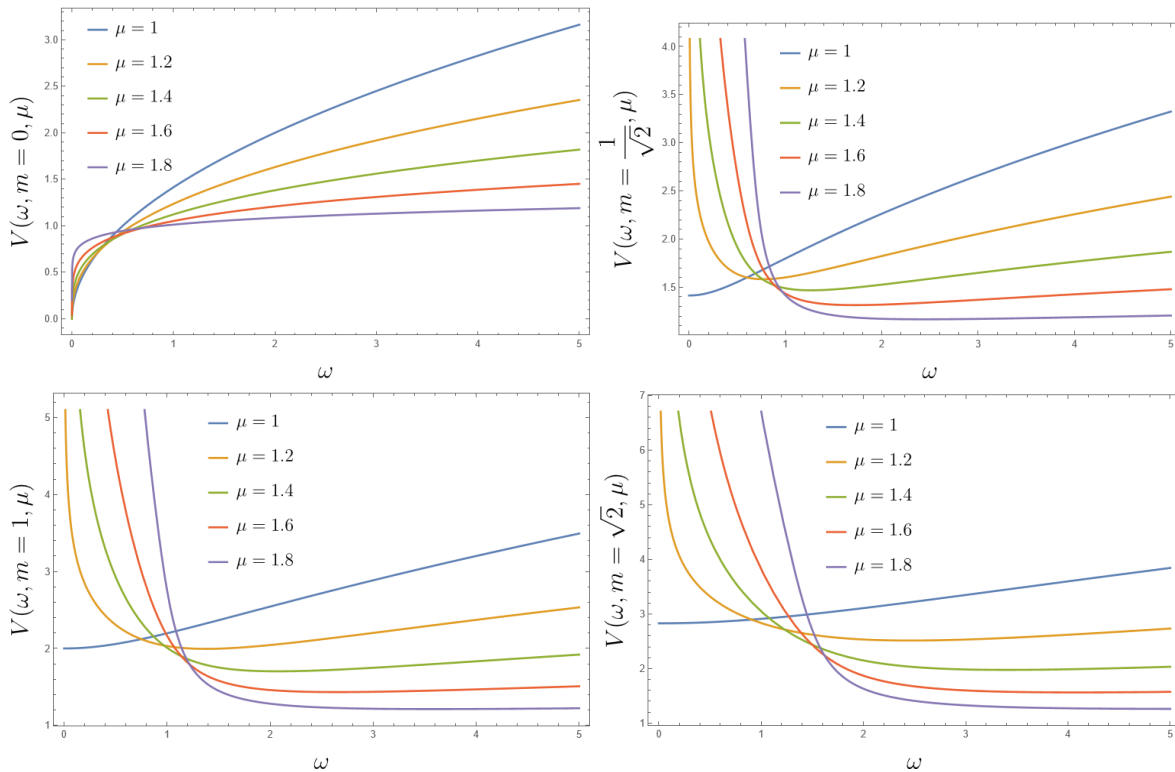 V(ω, m = 0, μ)
3.0
2.5
2.0
1.5
1.0
0.5
0.0
μ = 1
μ = 1.2
μ = 1.4
μ = 1.6
μ = 1.8
0 1 2 3 4 5
ω
V(ω, m = 1/√2, μ)
4.0
3.5
3.0
2.5
2.0
1.5
μ = 1
μ = 1.2
μ = 1.4
μ = 1.6
μ = 1.8
0 1 2 3 4 5
ω
V(ω, m = 1, μ)
5
4
3
2
1
μ = 1
μ = 1.2
μ = 1.4
μ = 1.6
μ = 1.8
0 1 2 3 4 5
ω
V(ω, m = √2, μ)
7
6
5
4
3
2
1
μ = 1
μ = 1.2
μ = 1.4
μ = 1.6
μ = 1.8
0 1 2 3 4 5
ω